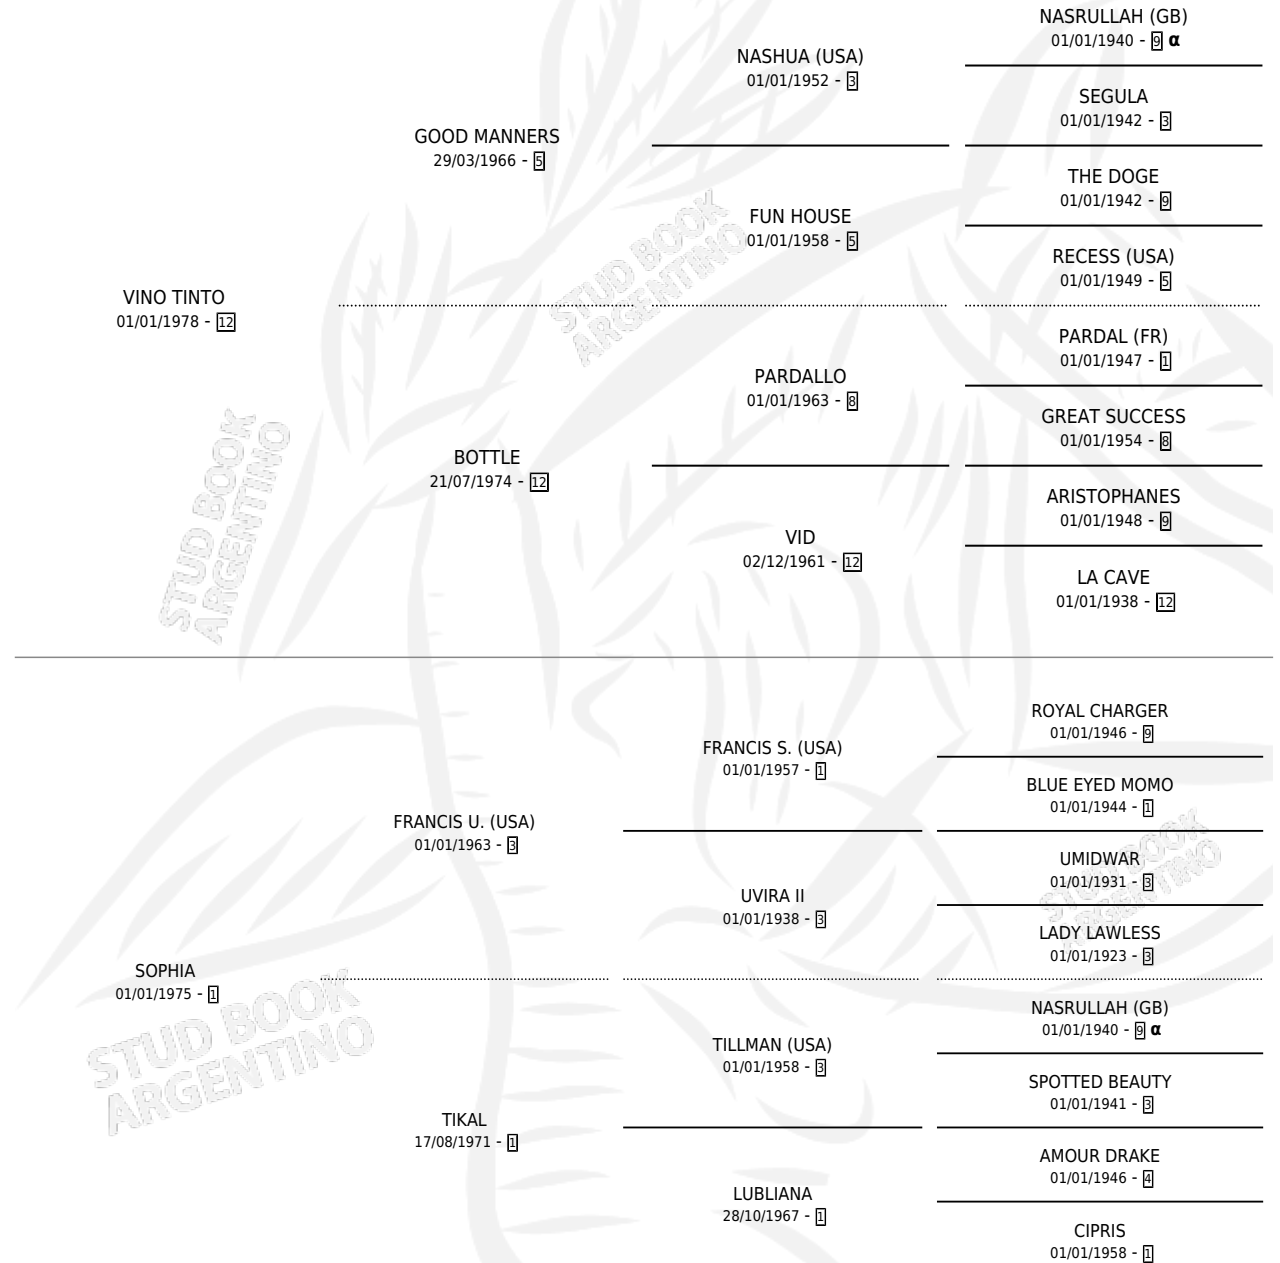 NASRULLAH (GB)
01/01/1940 - 9 α
NASHUA (USA)
01/01/1952 - 3
SEGULA
01/01/1942 - 3
GOOD MANNERS
29/03/1966 - 5
THE DOGE
01/01/1942 - 9
FUN HOUSE
01/01/1958 - 5
RECESS (USA)
01/01/1949 - 5
VINO TINTO
01/01/1978 - 12
PARDAL (FR)
01/01/1947 - 1
PARDALLO
01/01/1963 - 8
GREAT SUCCESS
01/01/1954 - 8
BOTTLE
21/07/1974 - 12
ARISTOPHANES
01/01/1948 - 9
VID
02/12/1961 - 12
LA CAVE
01/01/1938 - 12
STUD BOOK
ARGENTINO
STUD BOOK
ARGENTINO
ROYAL CHARGER
01/01/1946 - 9
FRANCIS S. (USA)
01/01/1957 - 1
BLUE EYED MOMO
01/01/1944 - 1
FRANCIS U. (USA)
01/01/1963 - 3
UMIDWAR
01/01/1931 - 3
UVIRA II
01/01/1938 - 3
LADY LAWLESS
01/01/1923 - 3
SOPHIA
01/01/1975 - 1
NASRULLAH (GB)
01/01/1940 - 9 α
TILLMAN (USA)
01/01/1958 - 3
SPOTTED BEAUTY
01/01/1941 - 3
TIKAL
17/08/1971 - 1
AMOUR DRAKE
01/01/1946 - 4
LUBLIANA
28/10/1967 - 1
CIPRIS
01/01/1958 - 1
STUD BOOK
ARGENTINO
STUD BOOK
ARGENTINO